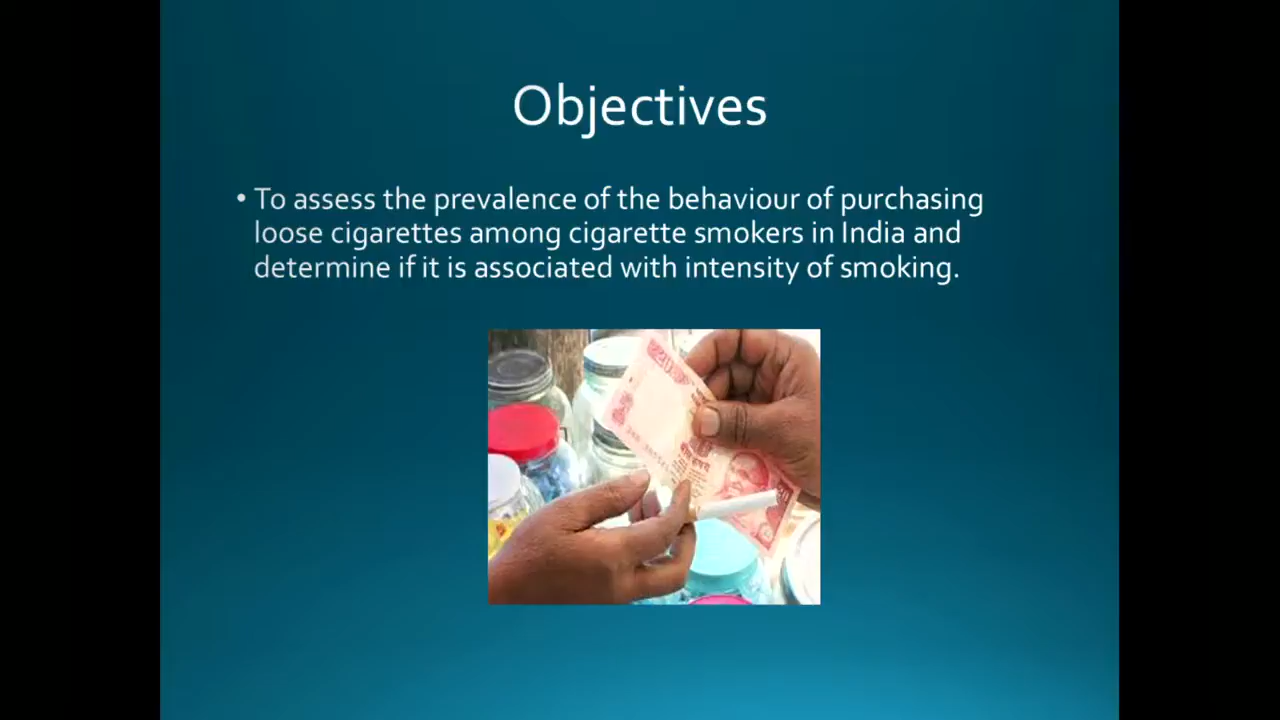 Objectives
• To assess the prevalence of the behaviour of purchasing
loose cigarettes among cigarette smokers in India and
determine if it is associated with intensity of smoking.